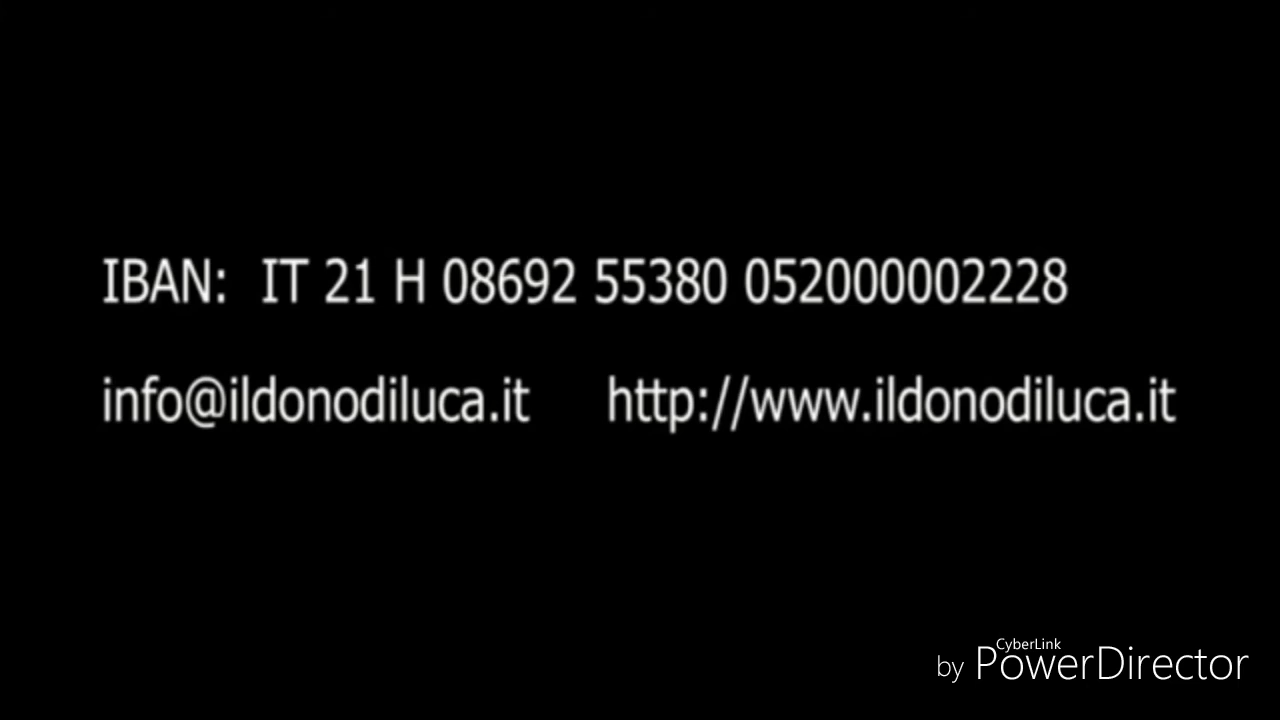 IBAN:  IT 21 H 08692 55380 052000002228
info@ildonodiluca.it     http://www.ildonodiluca.it
CyberLink
by PowerDirector